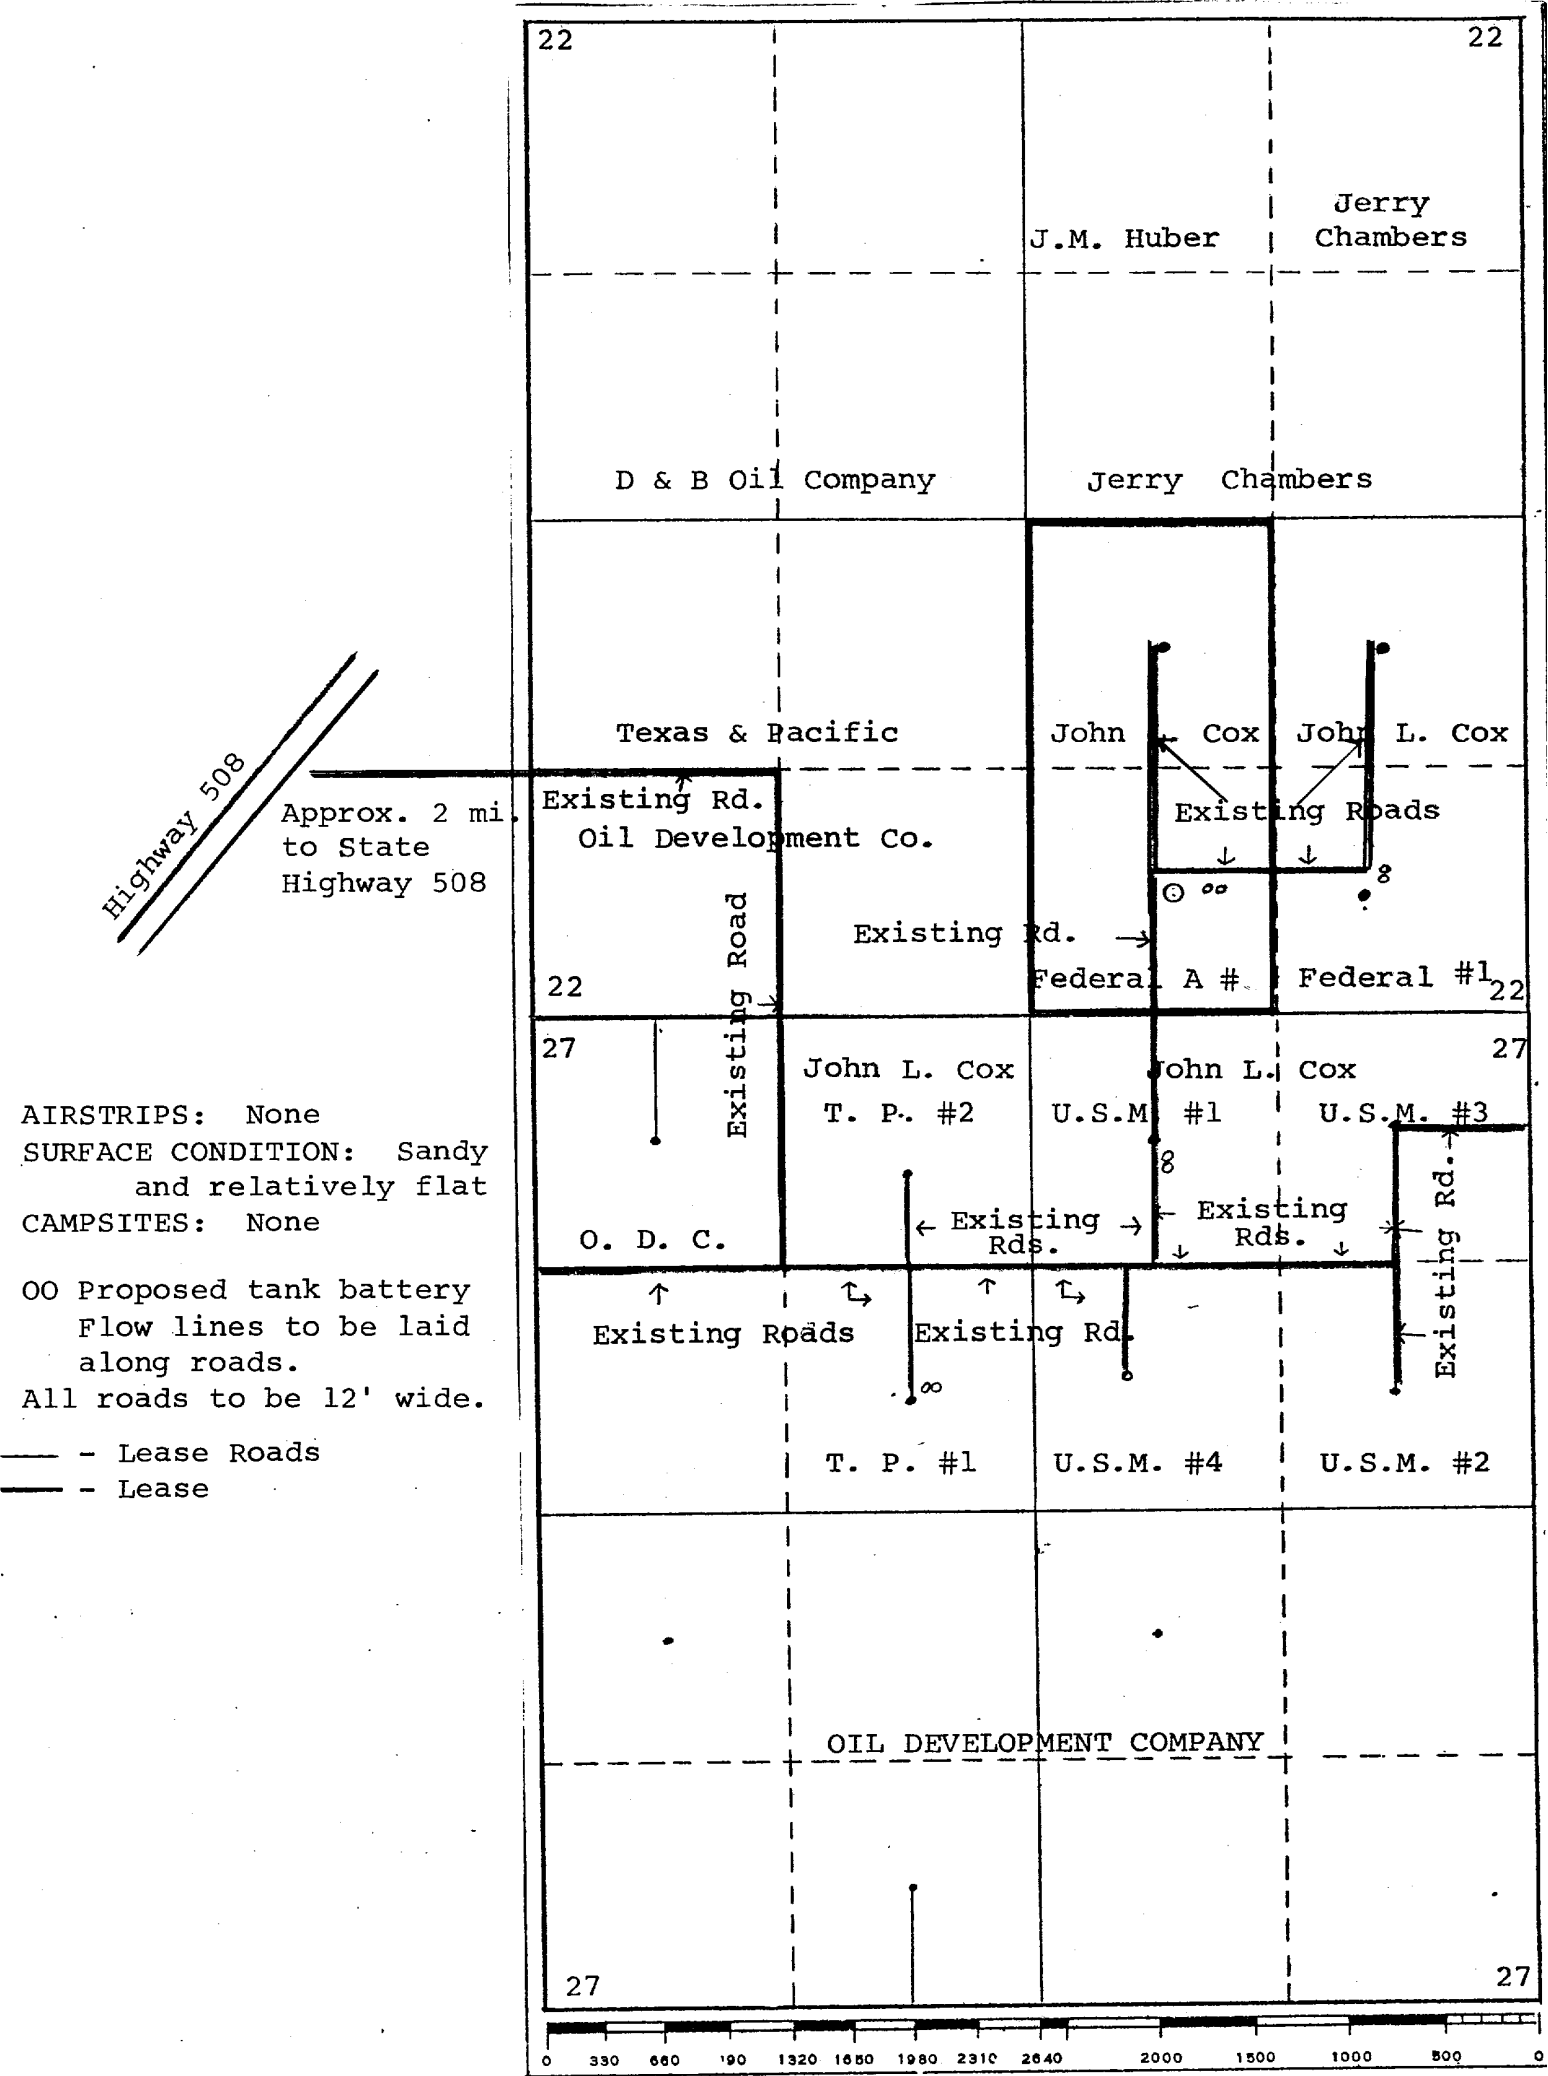 22 22
Jerry
J.M. Huber Chambers
D & B Oil Company Jerry Chambers
Texas & Pacific John L. Cox John L. Cox
Highway 508
Existing Rd.
Approx. 2 mi.
to State
Highway 508
Existing Roads
Oil Development Co.
Existing Road
Existing Rd.
Federal A # Federal #1
22 22
27 27
John L. Cox John L. Cox
T. P. #2 U.S.M. #1 U.S.M. #3
AIRSTRIPS: None
SURFACE CONDITION: Sandy
and relatively flat
CAMPSITES: None
O. D. C.
Existing
Rds.
Existing
Rds.
Existing Rd.
OO Proposed tank battery
Flow lines to be laid
along roads.
All roads to be 12' wide.
Existing Roads Existing Rd.
— - Lease Roads
— - Lease
T. P. #1 U.S.M. #4 U.S.M. #2
OIL DEVELOPMENT COMPANY
27 27
0 330 660 190 1320 1650 1980 2310 2640 2000 1500 1000 500 0